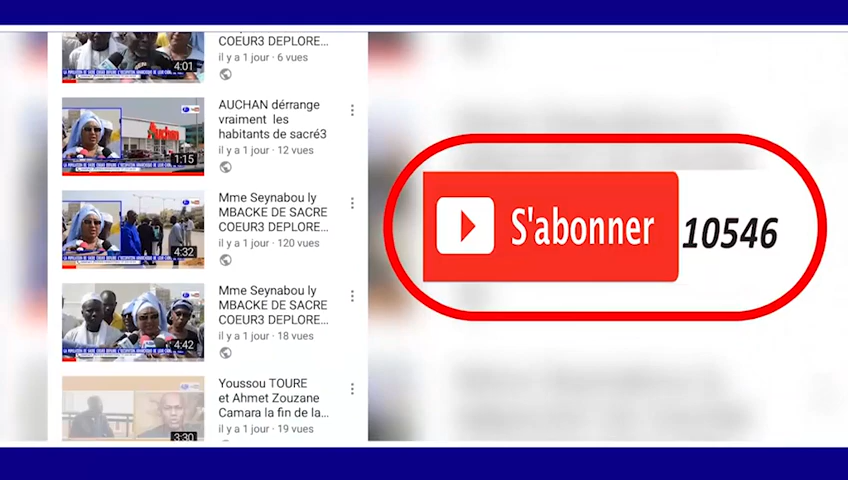 COEUR3 DEPLORE...
il y a 1 jour · 6 vues
4:01
AUCHAN dérrange
vraiment les
habitants de sacré3
il y a 1 jour · 12 vues
Auchan
1:15
Mme Seynabou ly
MBACKE DE SACRE
COEUR3 DEPLORE...
il y a 1 jour · 120 vues
4:32
Mme Seynabou ly
MBACKE DE SACRE
COEUR3 DEPLORE...
il y a 1 jour · 18 vues
4:42
Youssou TOURE
et Ahmet Zouzane
Camara la fin de la...
il y a 1 jour · 19 vues
3:30
S'abonner 10546